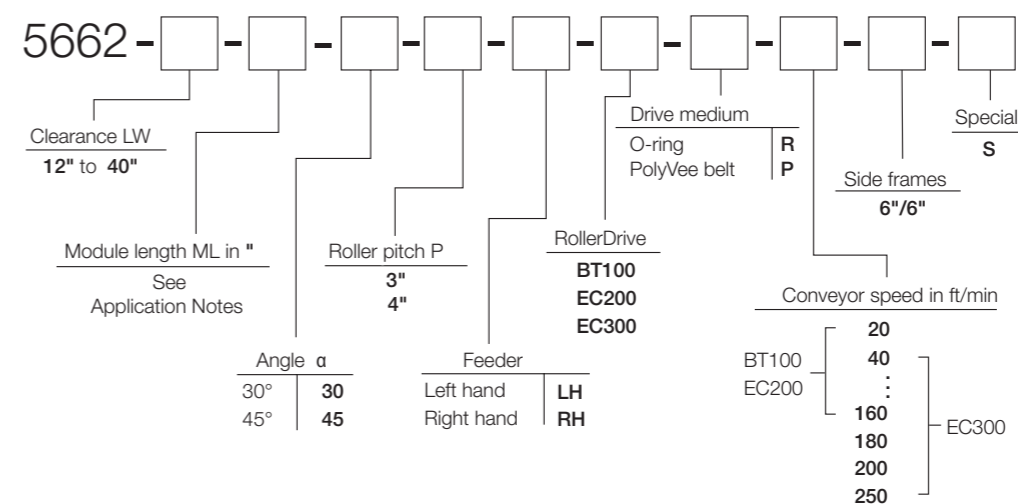 5662 - - - - - - - - - -
Clearance LW
12" to 40"
Module length ML in "
See
Application Notes
Angle α
30° 30
45° 45
Roller pitch P
3"
4"
Feeder
Left hand LH
Right hand RH
RollerDrive
BT100
EC200
EC300
Drive medium
O-ring R
PolyVee belt P
Conveyor speed in ft/min
20
40
⋮
160
180
200
250
BT100
EC200
EC300
Side frames
6"/6"
Special
S